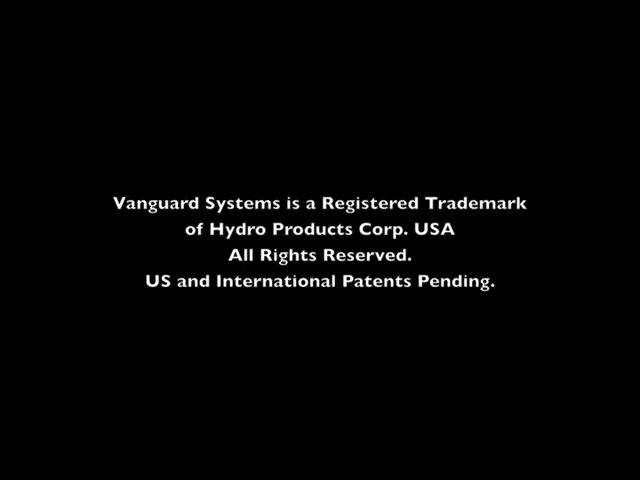 Vanguard Systems is a Registered Trademark
of Hydro Products Corp. USA
All Rights Reserved.
US and International Patents Pending.